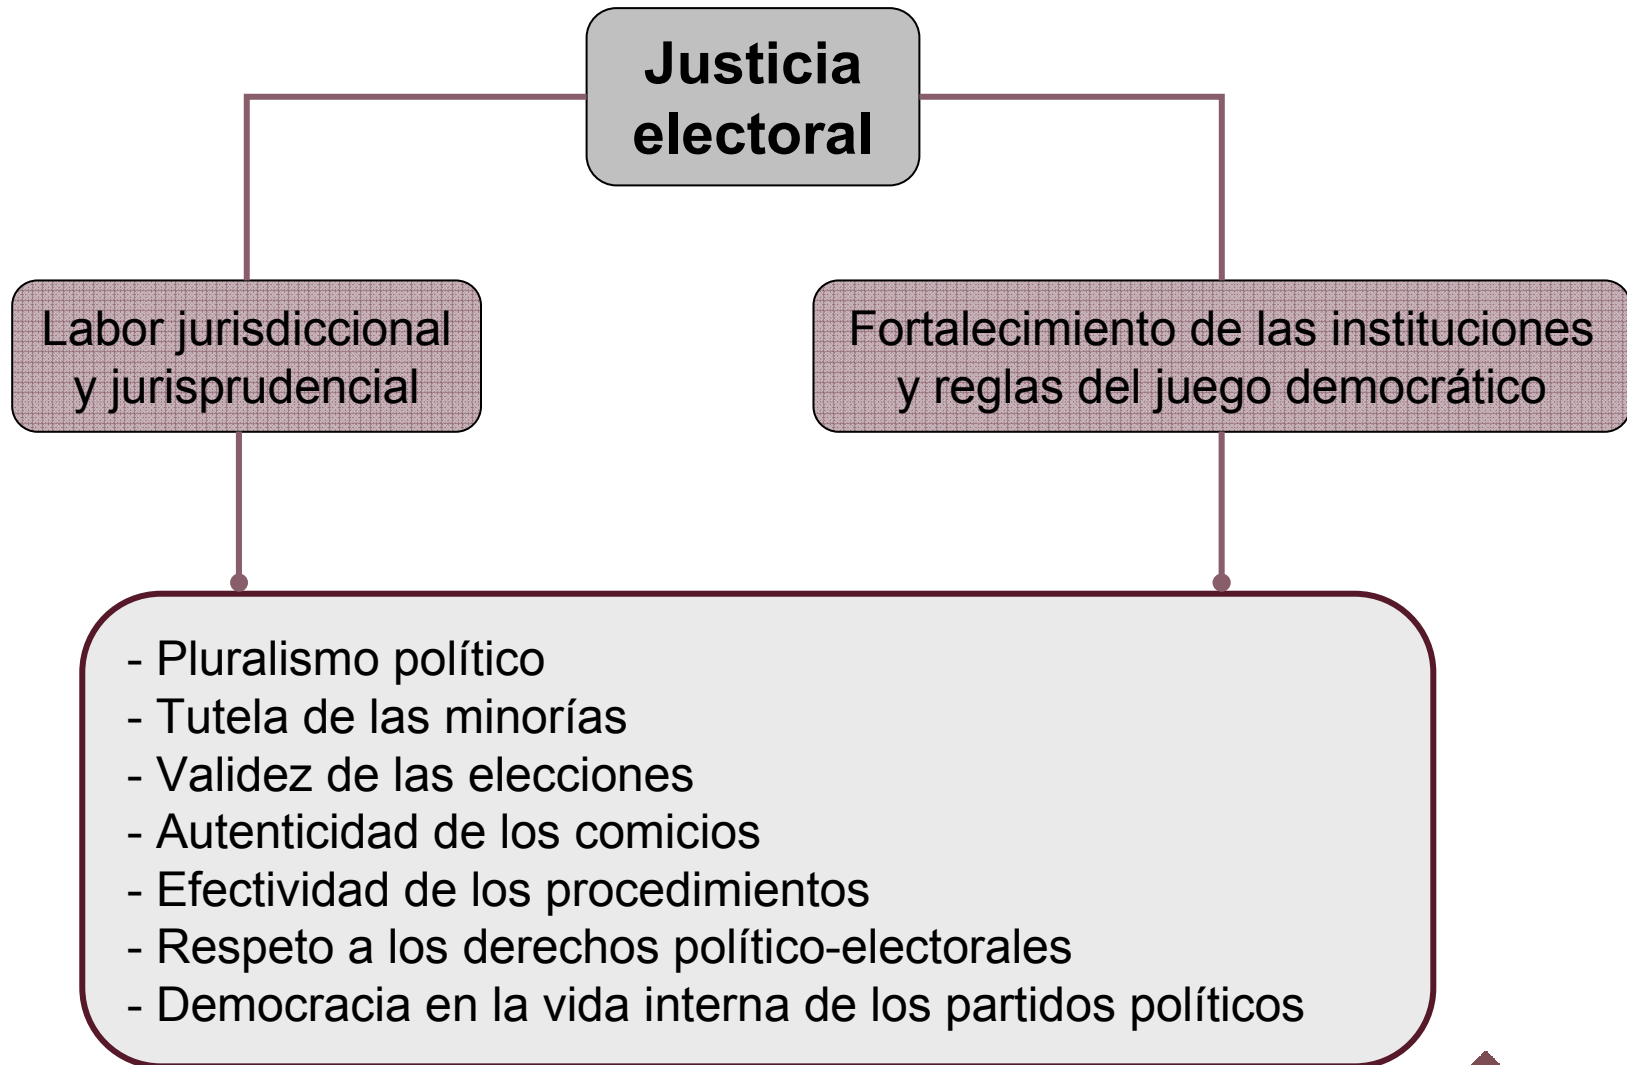 Justicia
electoral
Labor jurisdiccional
y jurisprudencial
Fortalecimiento de las instituciones
y reglas del juego democrático
- Pluralismo político
- Tutela de las minorías
- Validez de las elecciones
- Autenticidad de los comicios
- Efectividad de los procedimientos
- Respeto a los derechos político-electorales
- Democracia en la vida interna de los partidos políticos